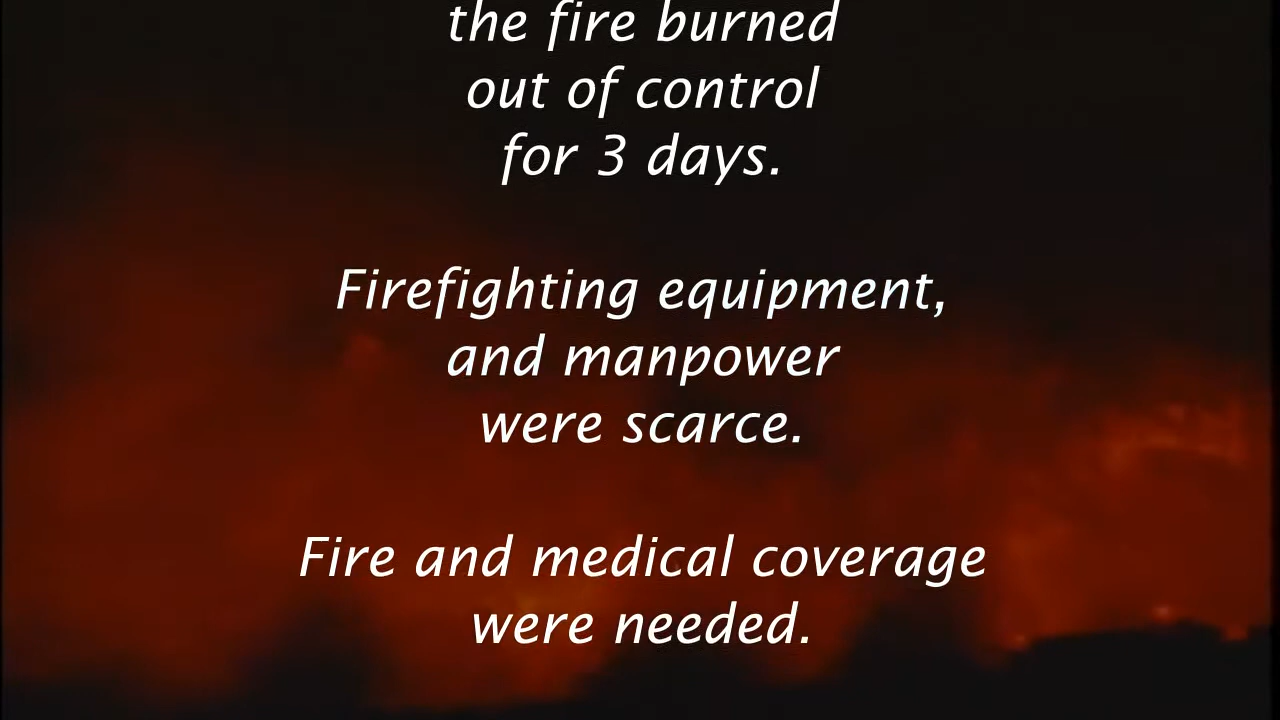 the fire burned
out of control
for 3 days.
Firefighting equipment,
and manpower
were scarce.
Fire and medical coverage
were needed.